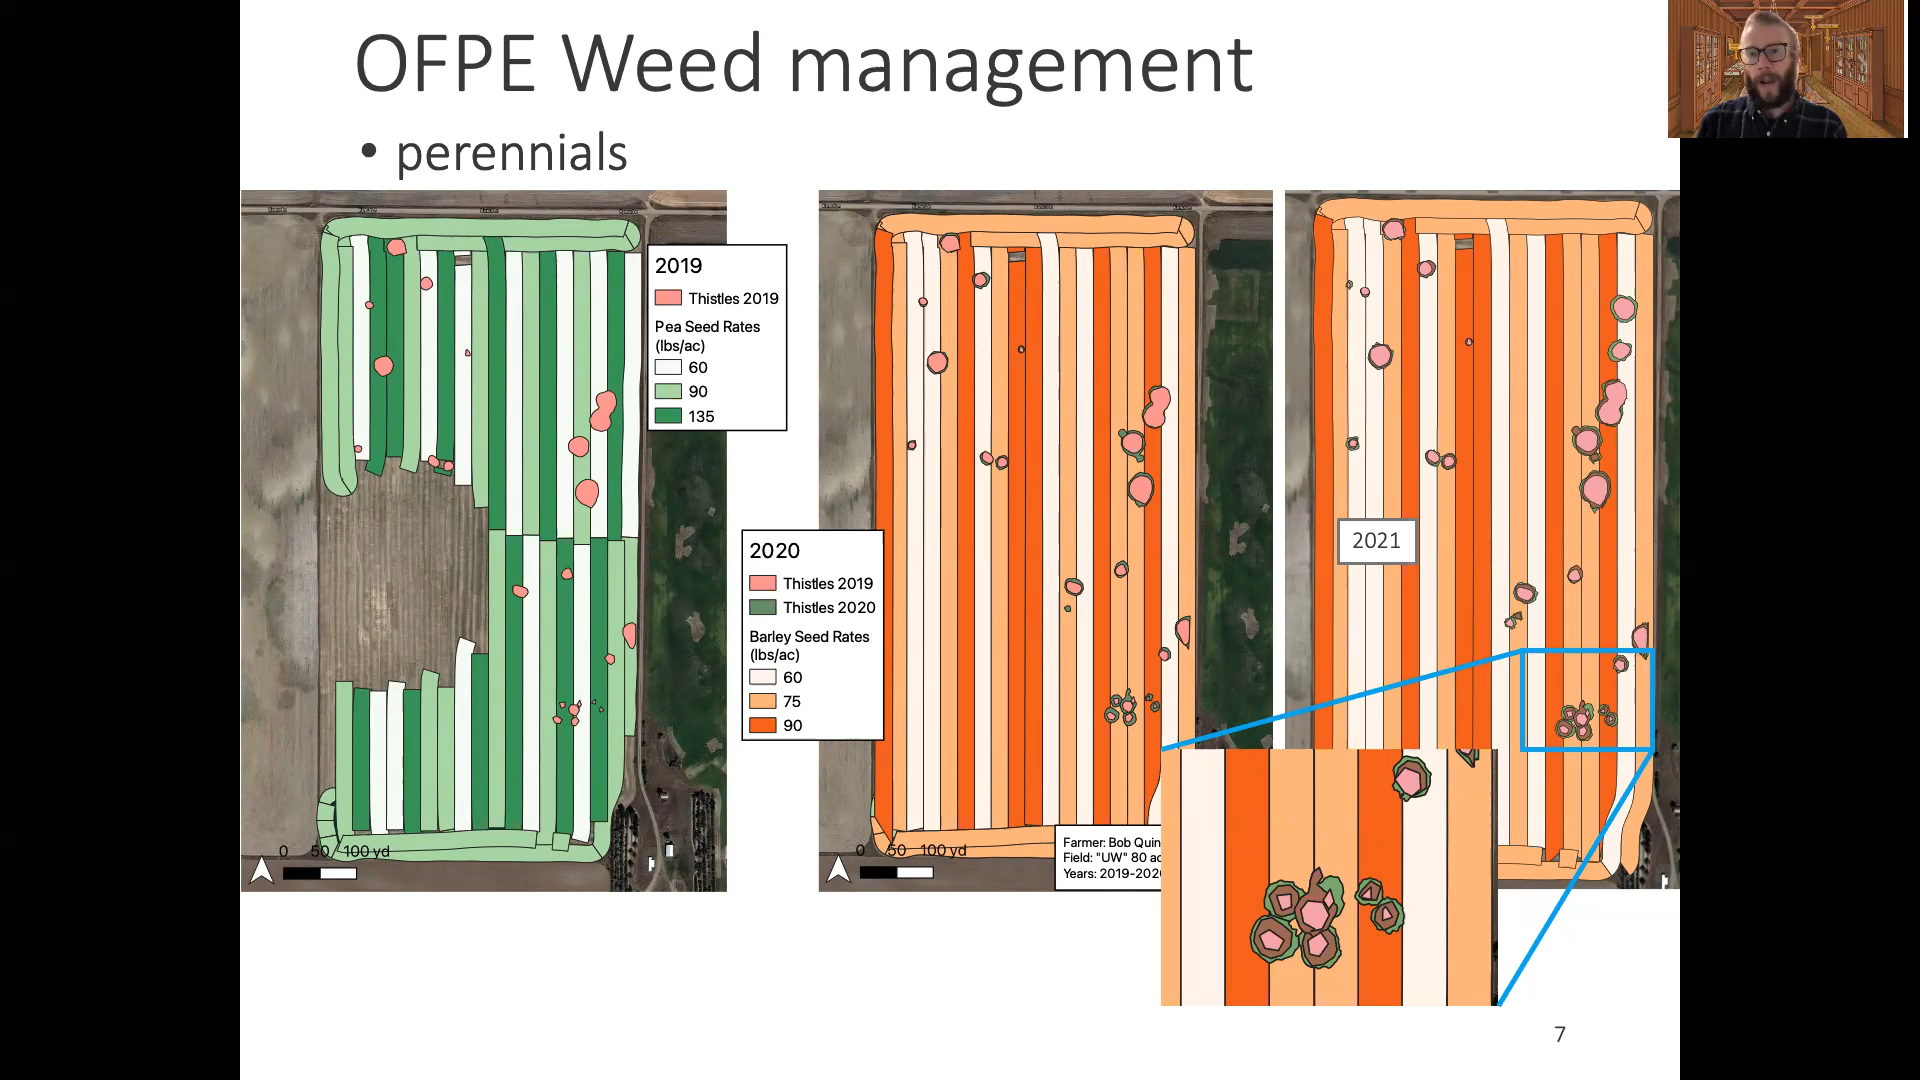 OFPE Weed management
• perennials
2019
Thistles 2019
Pea Seed Rates
(lbs/ac)
60
90
135
0 50 100 yd
2020
Thistles 2019
Thistles 2020
Barley Seed Rates
(lbs/ac)
60
75
90
0 50 100 yd
Farmer: Bob Quin
Field: "UW" 80 ac
Years: 2019-2020
2021
7